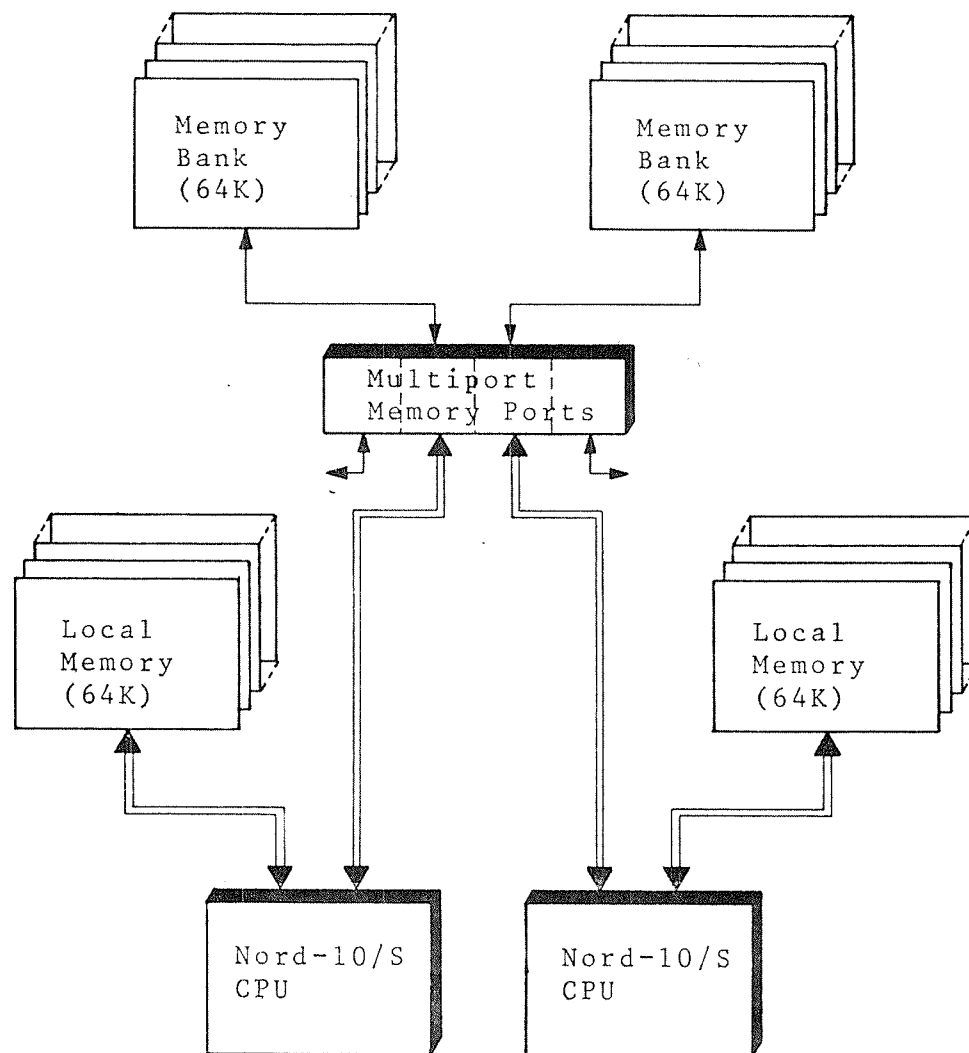 Memory
Bank
(64K)
Memory
Bank
(64K)
Multiport
Memory Ports
Local
Memory
(64K)
Local
Memory
(64K)
Nord-10/S
CPU
Nord-10/S
CPU